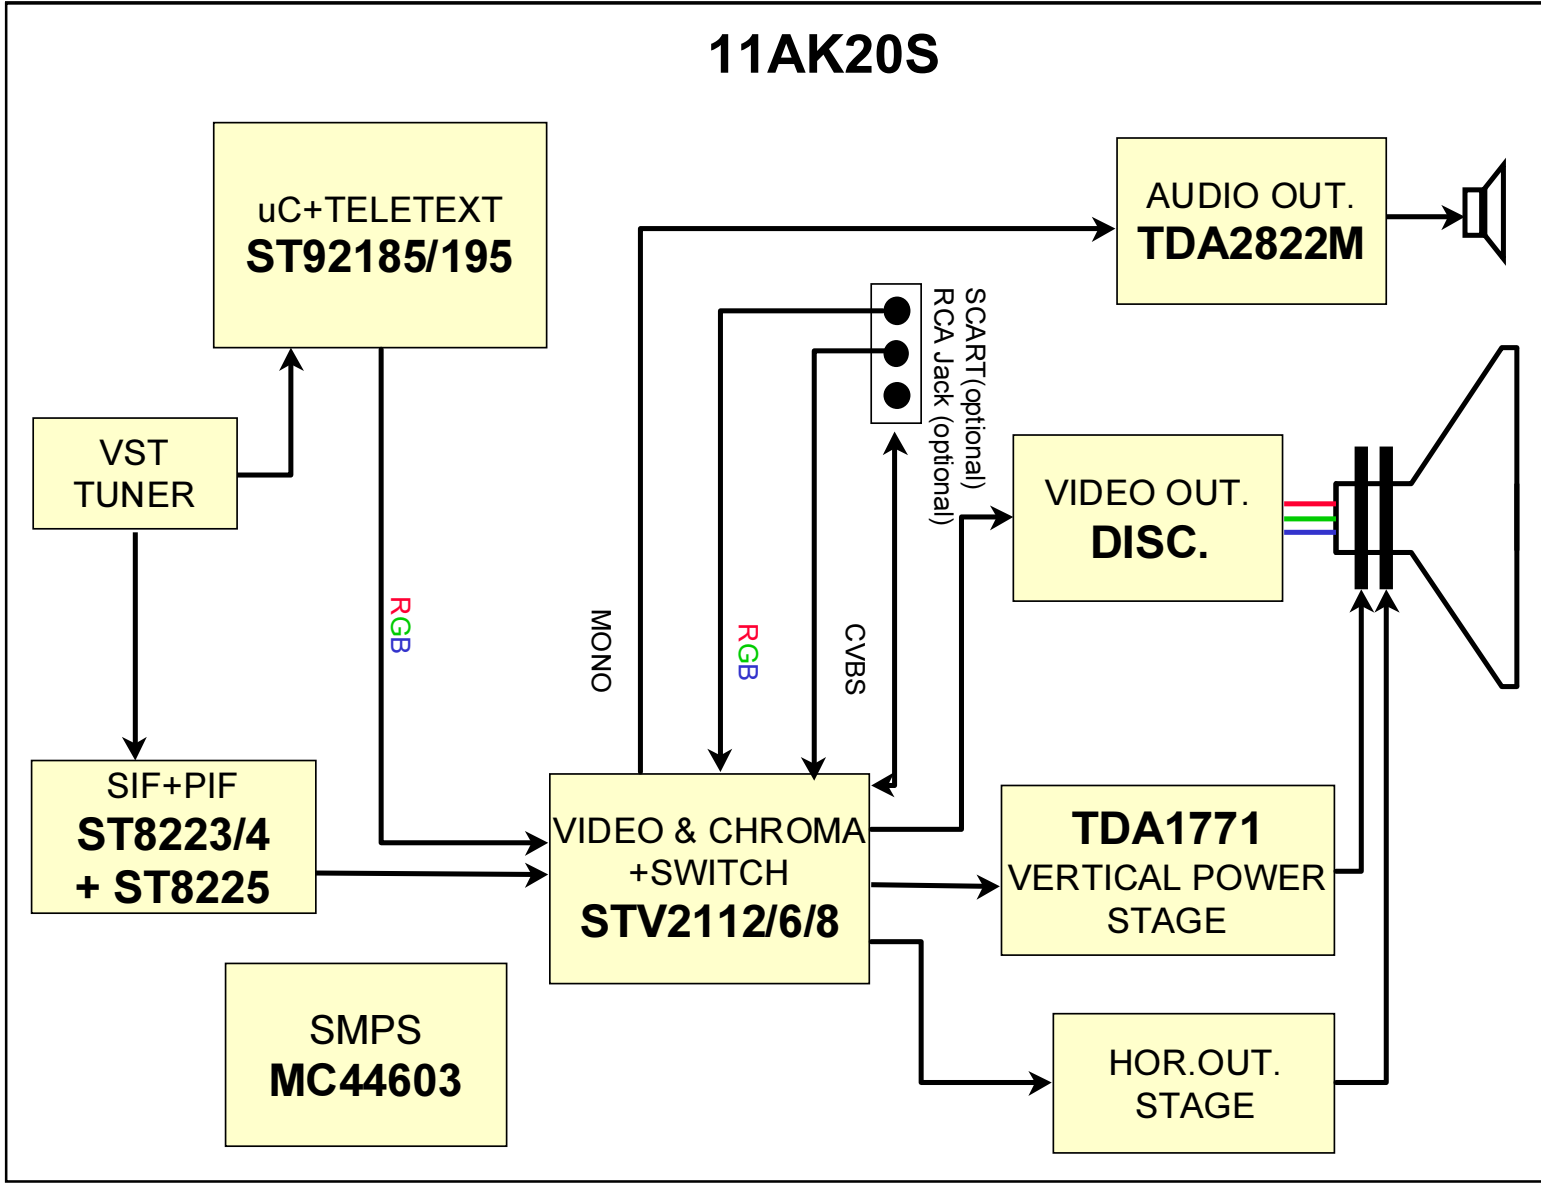 11AK20S
uC+TELETEXT
ST92185/195
AUDIO OUT.
TDA2822M
SCART(optional)
RCA Jack (optional)
VST
TUNER
VIDEO OUT.
DISC.
RGB
MONO
RGB
CVBS
SIF+PIF
ST8223/4
+ ST8225
VIDEO & CHROMA
+SWITCH
STV2112/6/8
TDA1771
VERTICAL POWER
STAGE
SMPS
MC44603
HOR.OUT.
STAGE